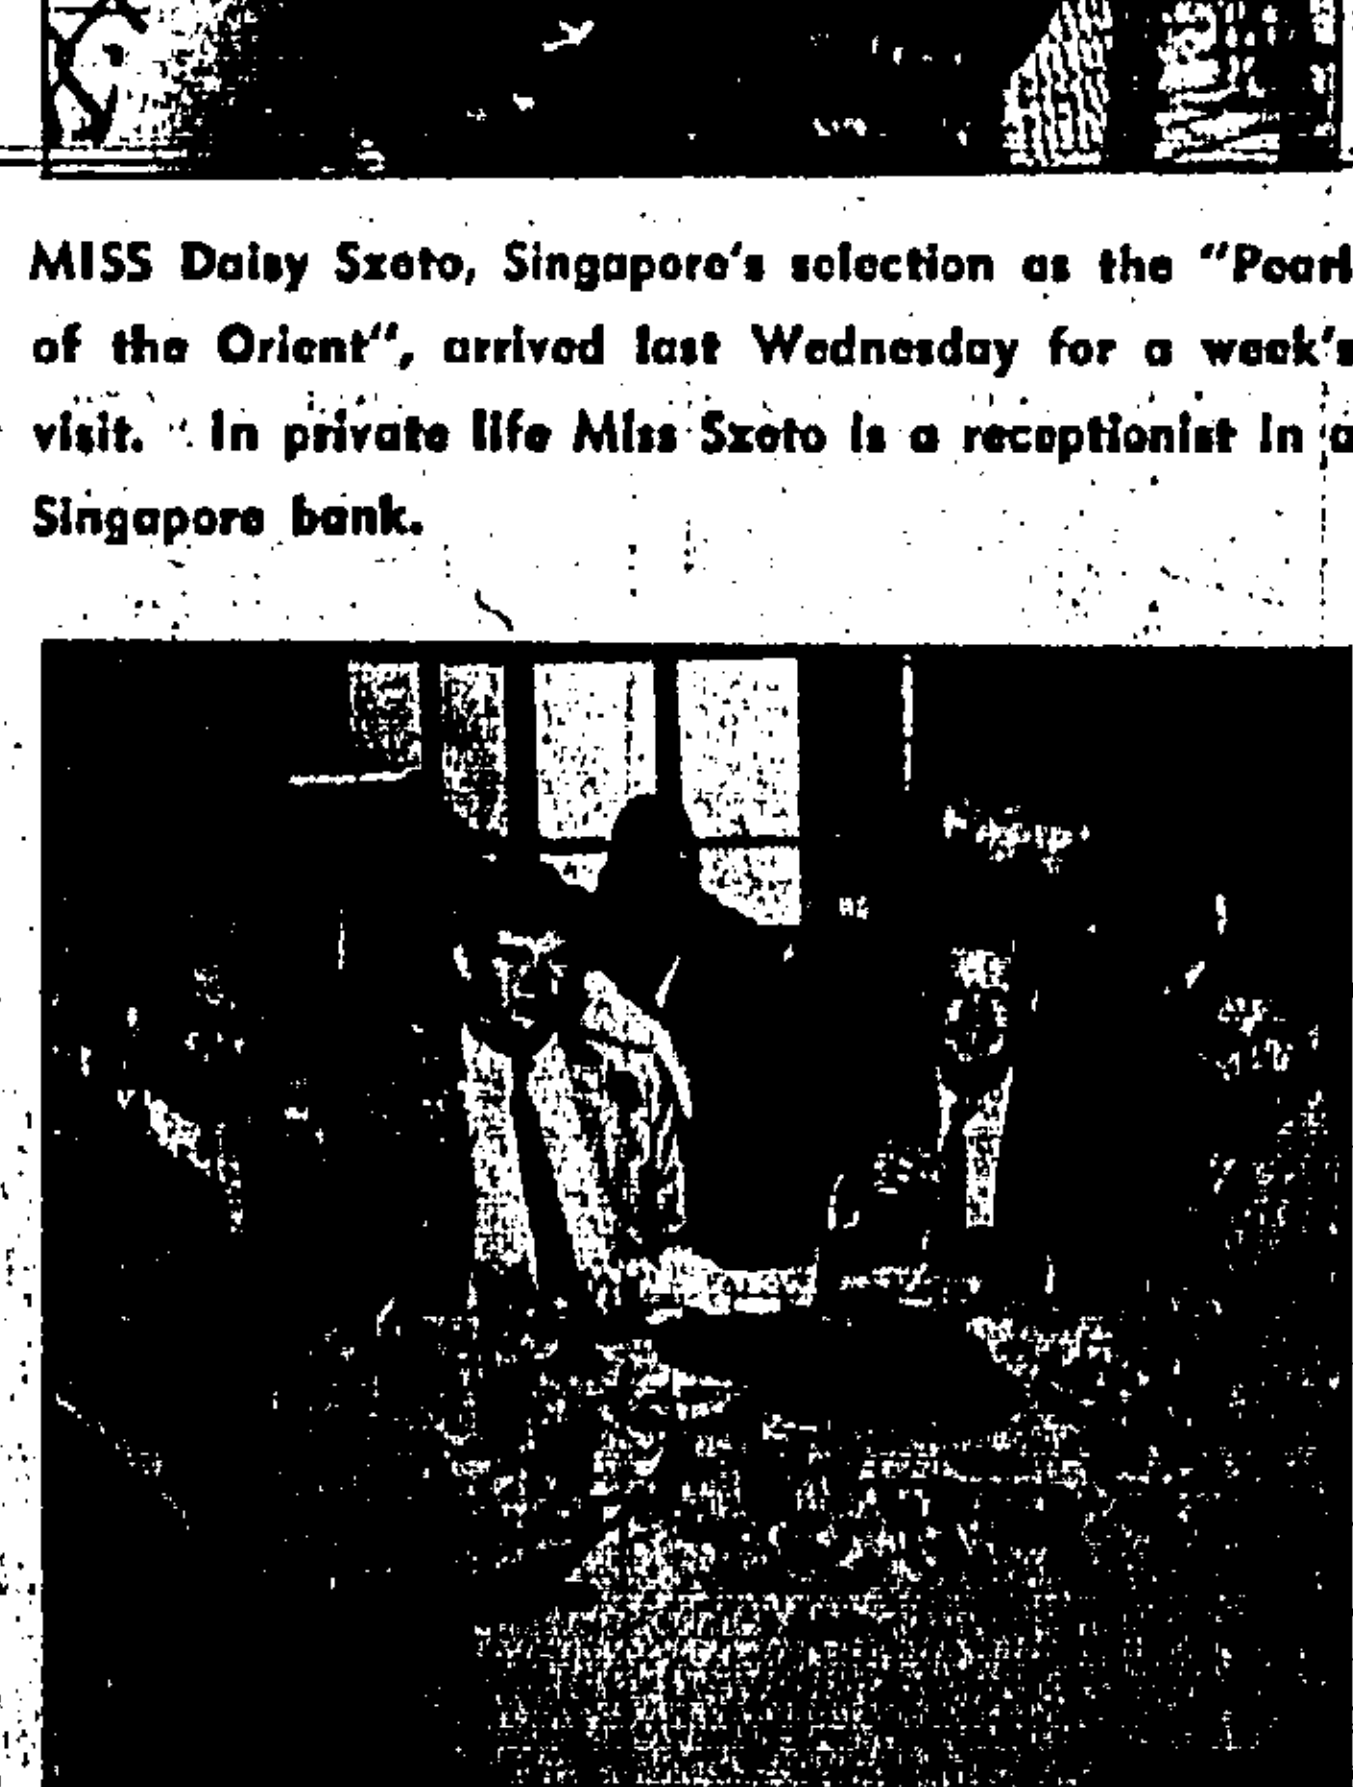 MISS Daisy Szeto, Singapore's selection as the "Pearl
of the Orient", arrived last Wednesday for a week's
visit. In private life Miss Szeto is a receptionist in a
Singapore bank.